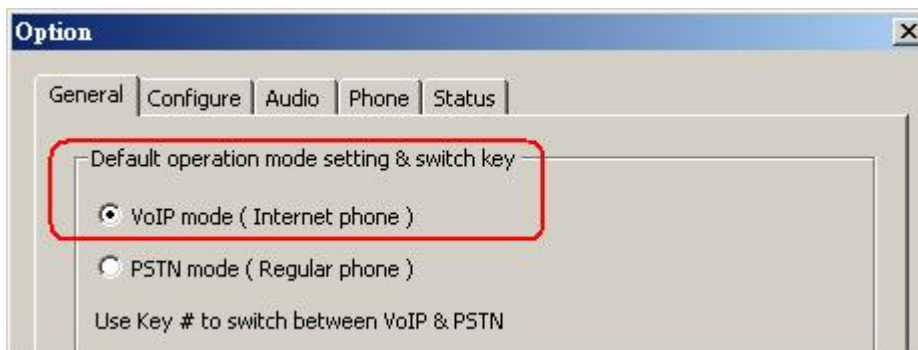 Option
General Configure Audio Phone Status
Default operation mode setting & switch key
VoIP mode ( Internet phone )
PSTN mode ( Regular phone )
Use Key # to switch between VoIP & PSTN